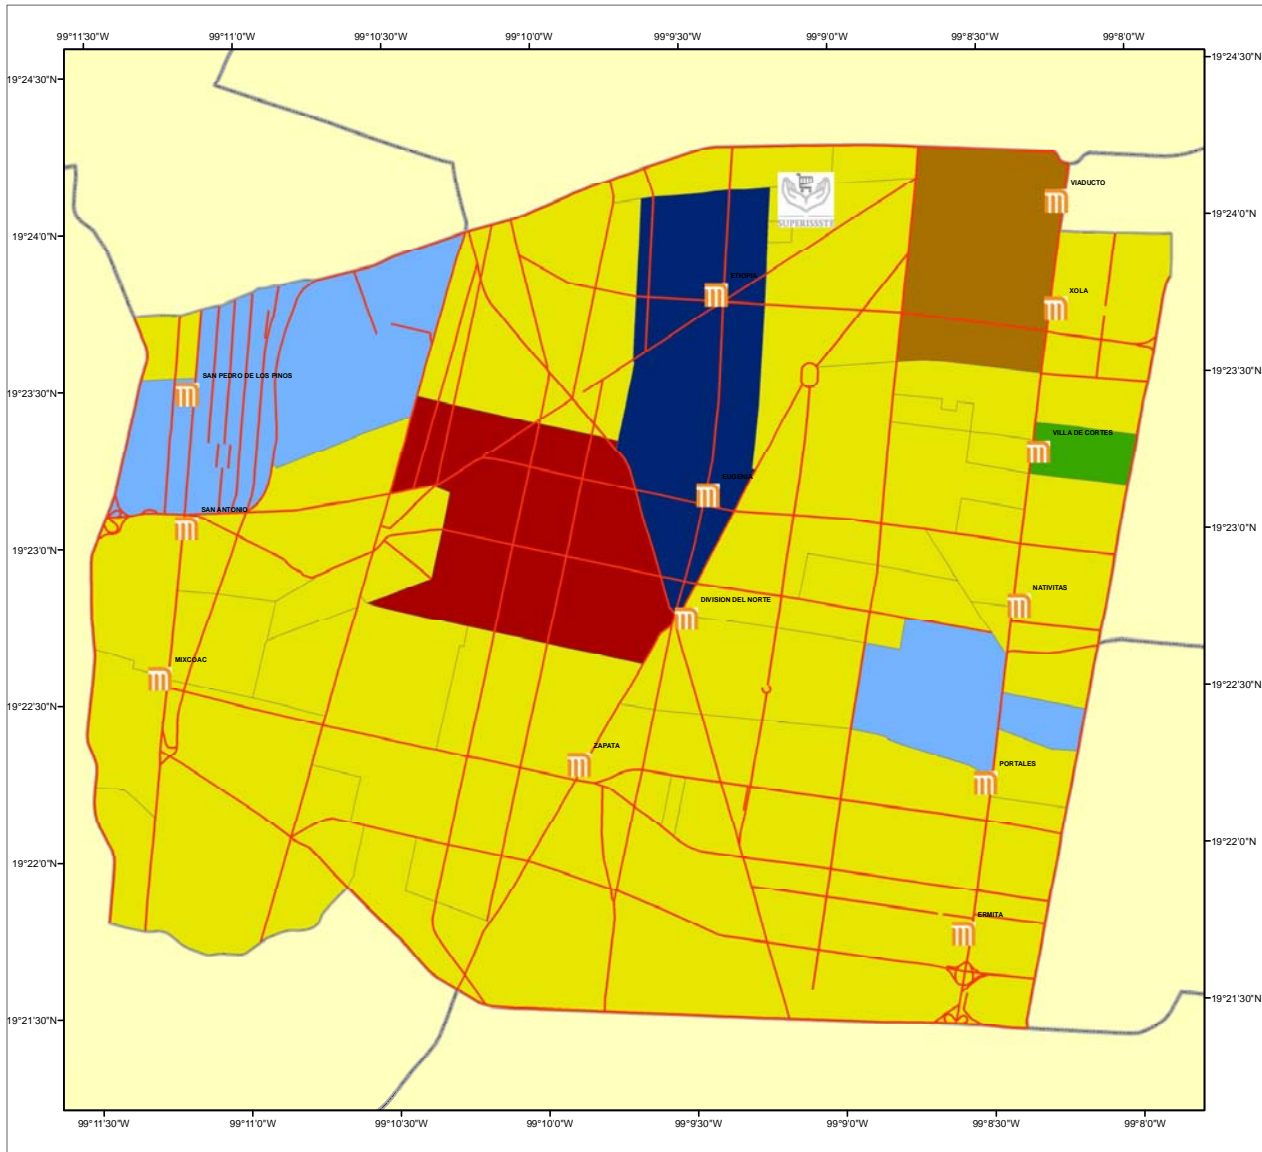 99°11'30"W 99°11'0"W 99°10'30"W 99°10'0"W 99°9'30"W 99°9'0"W 99°8'30"W 99°8'0"W
19°24'30"N 19°24'30"N
VIADUCTO
SUPERISSSTE
19°24'0"N 19°24'0"N
ETIOPIA
XOLA
SAN PEDRO DE LOS PINOS
19°23'30"N 19°23'30"N
VILLA DE CORTES
EUGENIA
SAN ANTONIO
19°23'0"N 19°23'0"N
NATIVITAS
DIVISION DEL NORTE
MIXCOAC
19°22'30"N 19°22'30"N
ZAPATA
PORTALES
19°22'0"N 19°22'0"N
ERMITA
19°21'30"N 19°21'30"N
99°11'30"W 99°11'0"W 99°10'30"W 99°10'0"W 99°9'30"W 99°9'0"W 99°8'30"W 99°8'0"W